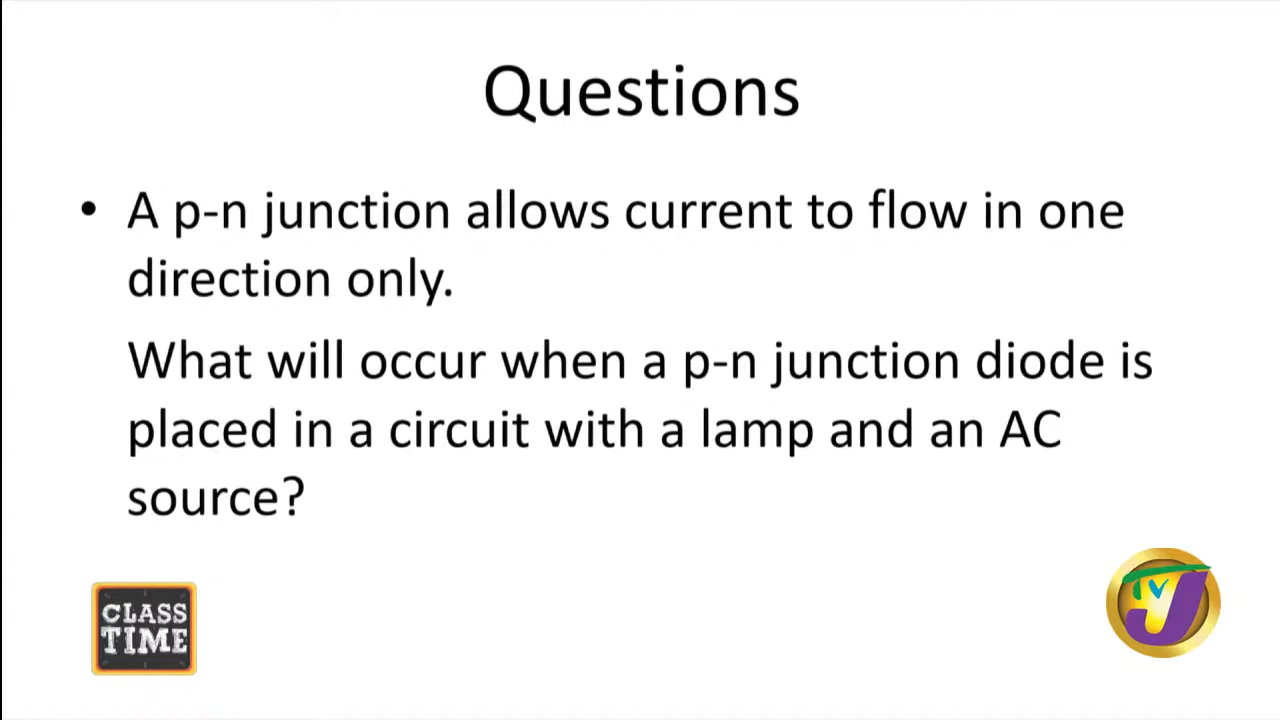 Questions
• A p-n junction allows current to flow in one
direction only.
What will occur when a p-n junction diode is
placed in a circuit with a lamp and an AC
source?
CLASS
TIME
TVJ